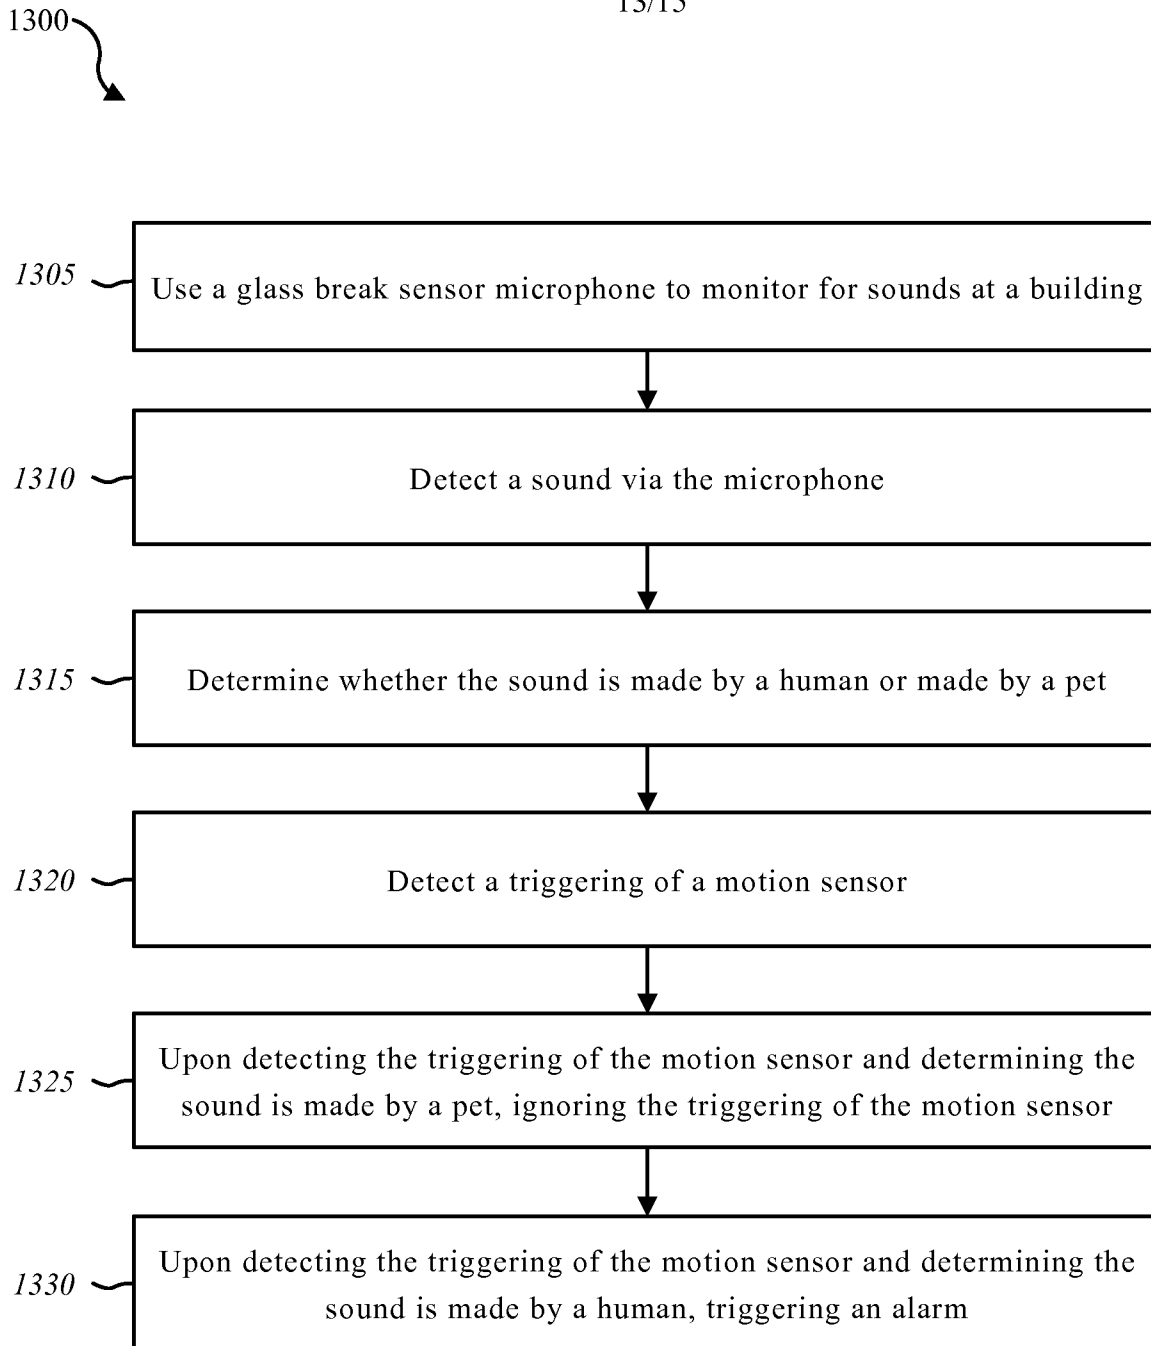 13/15
1300
1305
Use a glass break sensor microphone to monitor for sounds at a building
1310
Detect a sound via the microphone
1315
Determine whether the sound is made by a human or made by a pet
1320
Detect a triggering of a motion sensor
1325
Upon detecting the triggering of the motion sensor and determining the
sound is made by a pet, ignoring the triggering of the motion sensor
1330
Upon detecting the triggering of the motion sensor and determining the
sound is made by a human, triggering an alarm